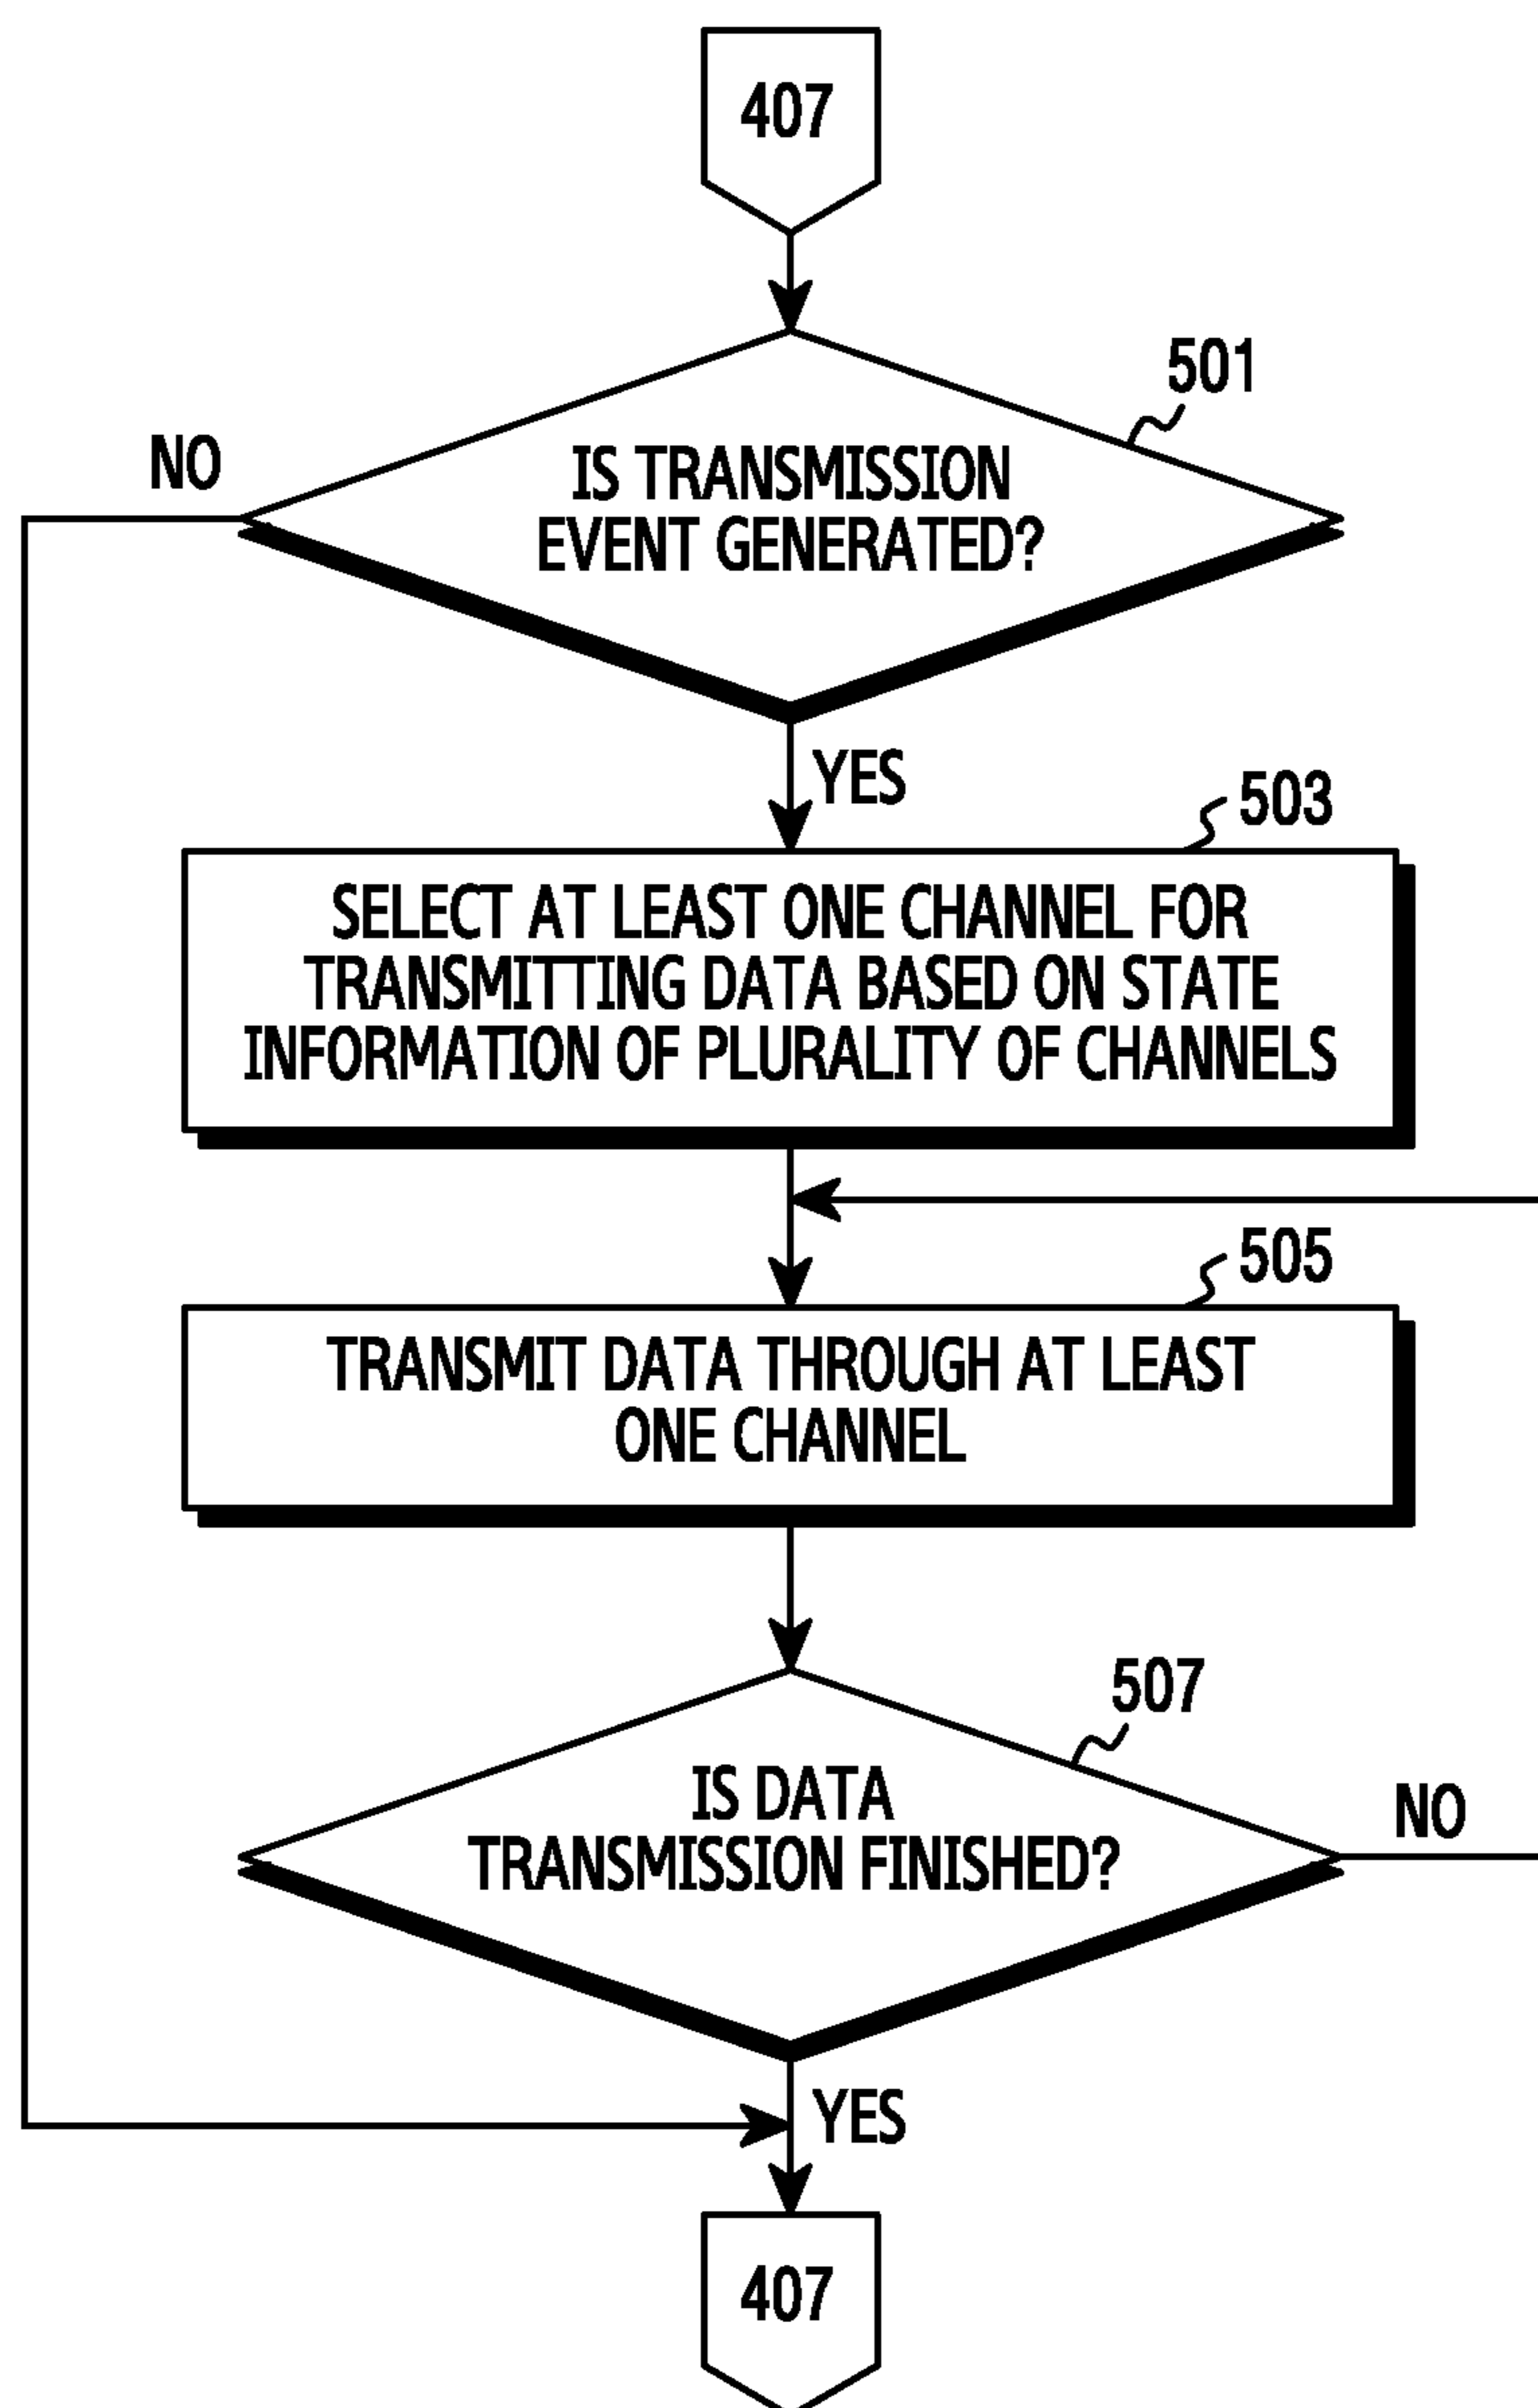 407
501
NO
IS TRANSMISSION
EVENT GENERATED?
YES
503
SELECT AT LEAST ONE CHANNEL FOR
TRANSMITTING DATA BASED ON STATE
INFORMATION OF PLURALITY OF CHANNELS
505
TRANSMIT DATA THROUGH AT LEAST
ONE CHANNEL
507
IS DATA
TRANSMISSION FINISHED?
NO
YES
407